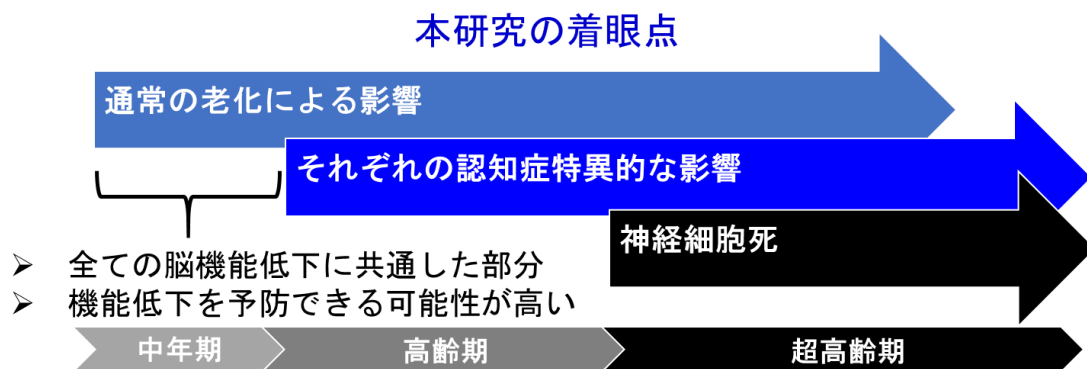 本研究の着眼点
通常の老化による影響
それぞれの認知症特異的な影響
神経細胞死
➢ 全ての脳機能低下に共通した部分
➢ 機能低下を予防できる可能性が高い
中年期
高齢期
超高齢期